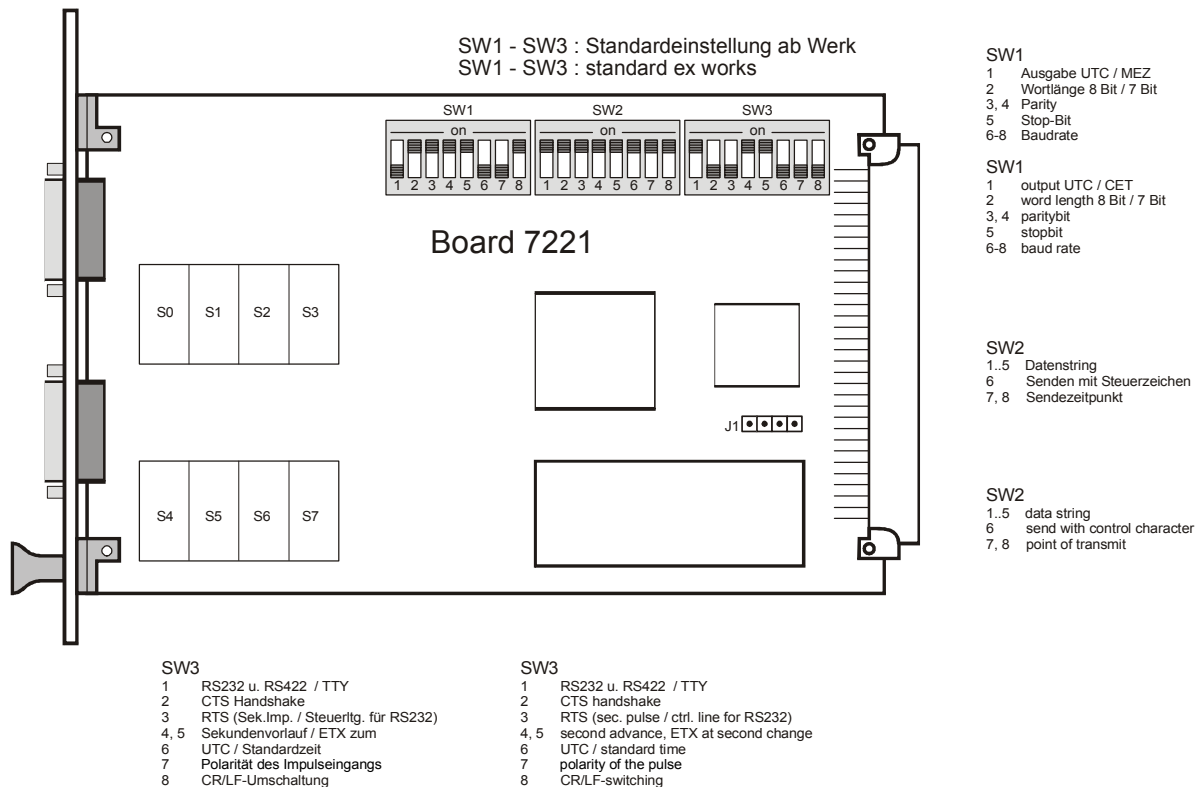 SW1 - SW3 : Standardeinstellung ab Werk
SW1 - SW3 : standard ex works
SW1
1 Ausgabe UTC / MEZ
2 Wortlänge 8 Bit / 7 Bit
3, 4 Parity
5 Stop-Bit
6-8 Baudrate
SW1
1 output UTC / CET
2 word length 8 Bit / 7 Bit
3, 4 paritybit
5 stopbit
6-8 baud rate
SW2
1..5 Datenstring
6 Senden mit Steuerzeichen
7, 8 Sendezeitpunkt
SW2
1..5 data string
6 send with control character
7, 8 point of transmit
SW1 SW2 SW3
on on on
1 2 3 4 5 6 7 8 1 2 3 4 5 6 7 8 1 2 3 4 5 6 7 8
Board 7221
S0 S1 S2 S3
J1
S4 S5 S6 S7
SW3
1 RS232 u. RS422 / TTY
2 CTS Handshake
3 RTS (Sek.Imp. / Steuerltg. für RS232)
4, 5 Sekundenvorlauf / ETX zum
6 UTC / Standardzeit
7 Polarität des Impulseingangs
8 CR/LF-Umschaltung
SW3
1 RS232 u. RS422 / TTY
2 CTS handshake
3 RTS (sec. pulse / ctrl. line for RS232)
4, 5 second advance, ETX at second change
6 UTC / standard time
7 polarity of the pulse
8 CR/LF-switching